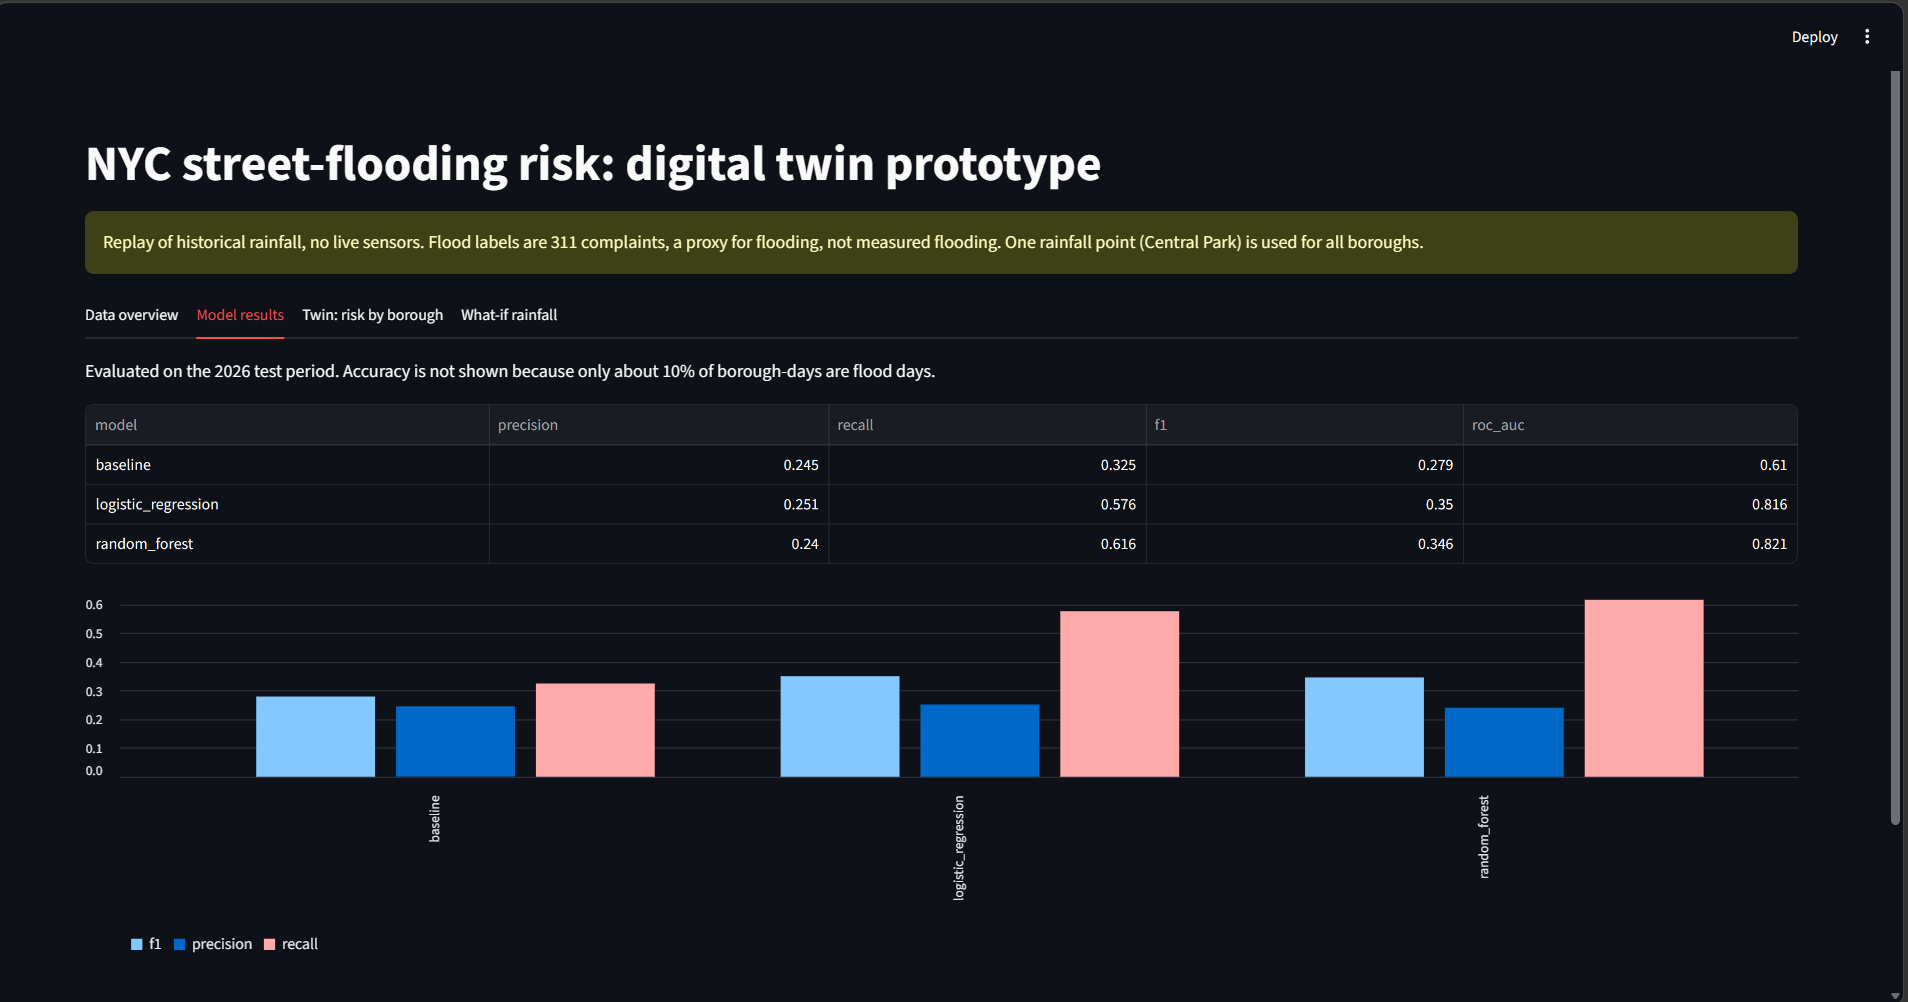 Deploy
NYC street-flooding risk: digital twin prototype
Replay of historical rainfall, no live sensors. Flood labels are 311 complaints, a proxy for flooding, not measured flooding. One rainfall point (Central Park) is used for all boroughs.
Data overview Model results Twin: risk by borough What-if rainfall
Evaluated on the 2026 test period. Accuracy is not shown because only about 10% of borough-days are flood days.
model precision recall f1 roc_auc
baseline 0.245 0.325 0.279 0.61
logistic_regression 0.251 0.576 0.35 0.816
random_forest 0.24 0.616 0.346 0.821
0.6
0.5
0.4
0.3
0.2
0.1
0.0
baseline
logistic_regression
random_forest
f1 precision recall